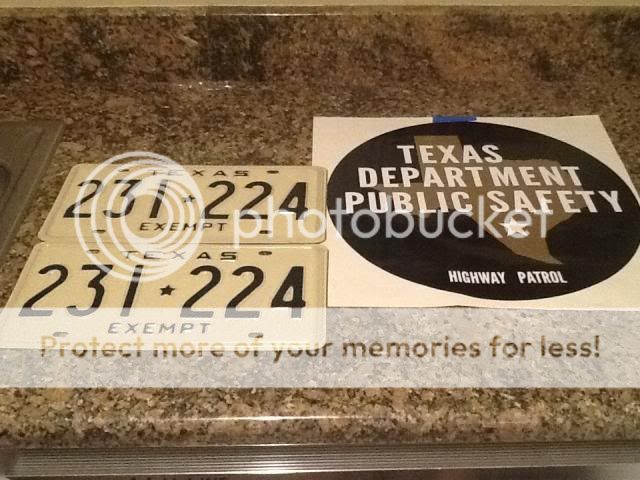 TEXAS
231★224
EXEMPT
TEXAS
231★224
EXEMPT
TEXAS
DEPARTMENT
PUBLIC SAFETY
HIGHWAY PATROL
photobucket
Protect more of your memories for less!